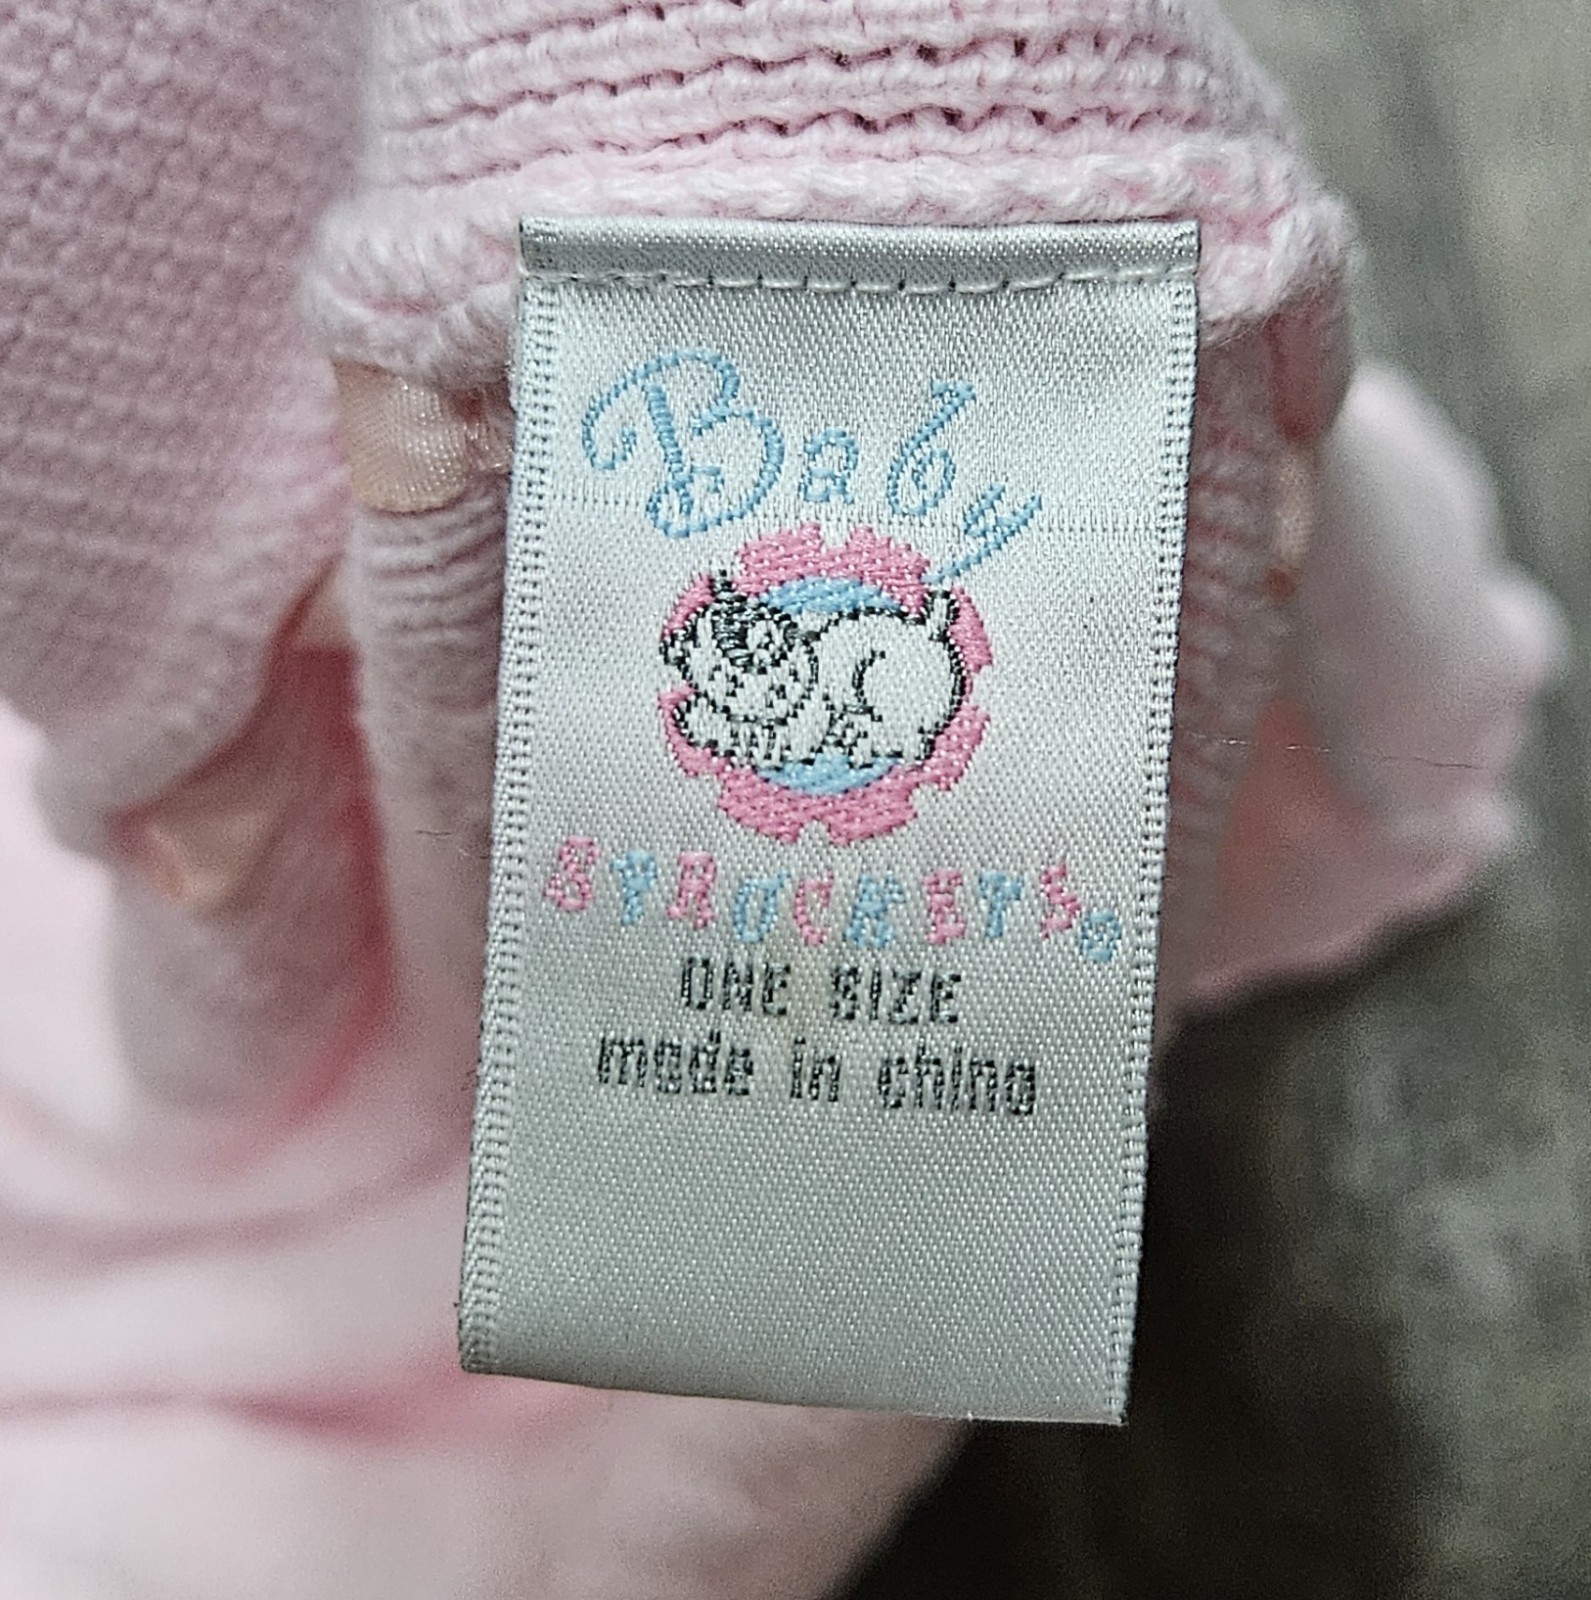 Baby
SPROCKETS®
ONE SIZE
made in china